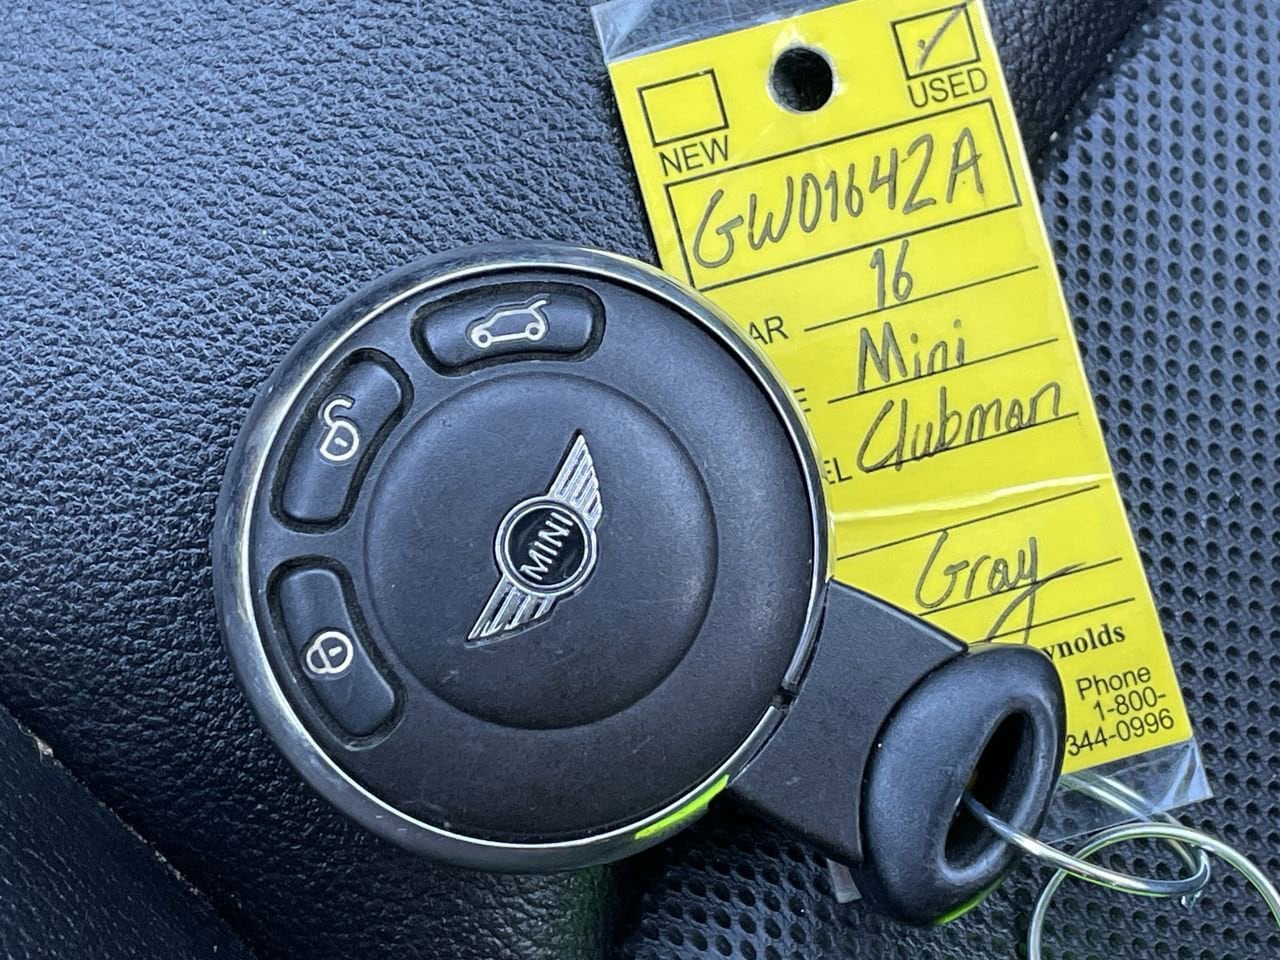 USED
NEW
GW01642A
AR 16
E Mini
EL Clubman
Gray
ynolds
Phone
1-800-
344-0996
MINI